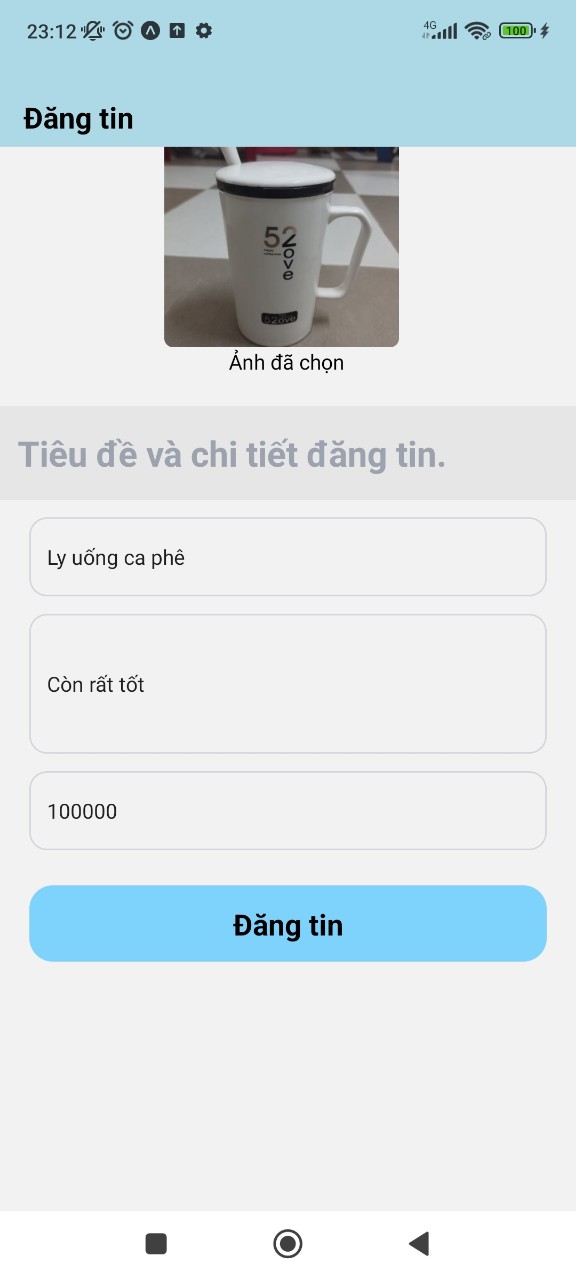 23:12
4G
100
Đăng tin
52
o
v
e
52ove
Ảnh đã chọn
Tiêu đề và chi tiết đăng tin.
Ly uống ca phê
Còn rất tốt
100000
Đăng tin